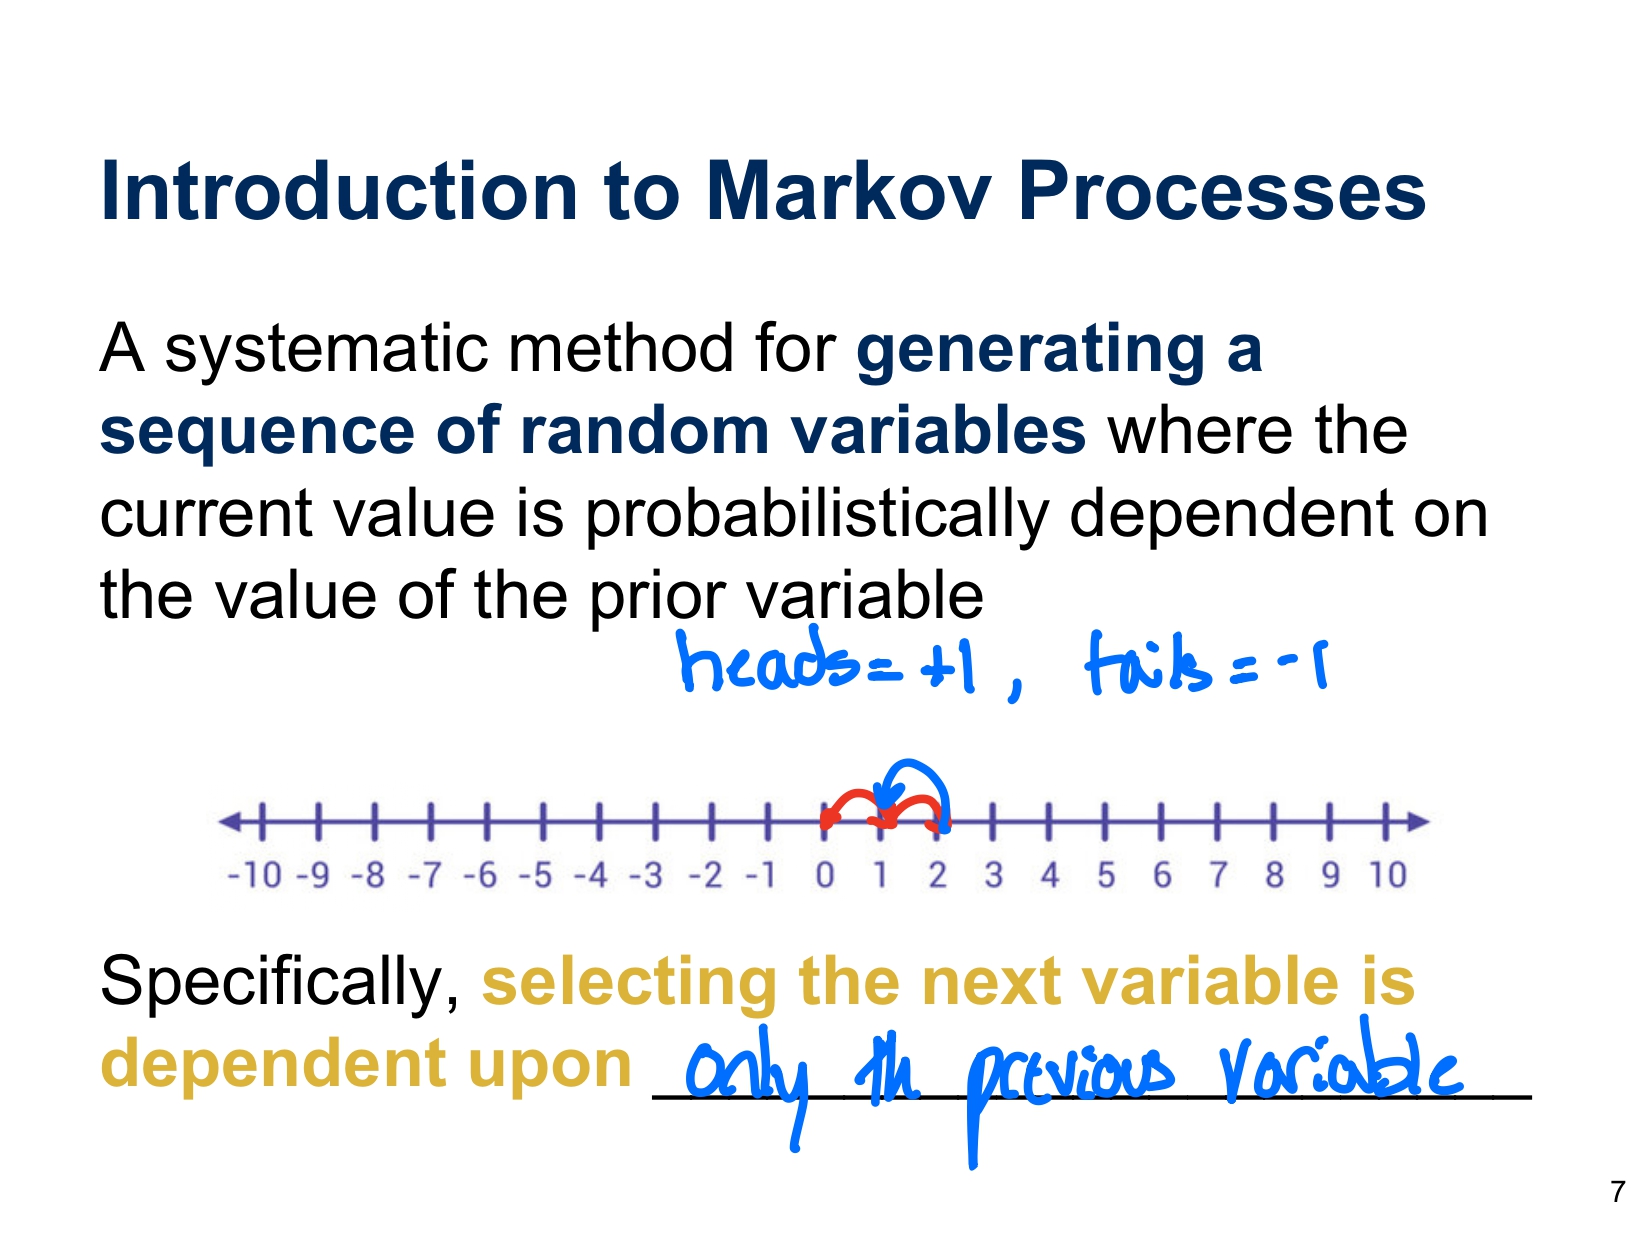 Introduction to Markov Processes
A systematic method for generating a
sequence of random variables where the
current value is probabilistically dependent on
the value of the prior variable
heads = +1 , tails = -1
-10 -9 -8 -7 -6 -5 -4 -3 -2 -1 0 1 2 3 4 5 6 7 8 9 10
Specifically, selecting the next variable is
dependent upon only th previous variable
7